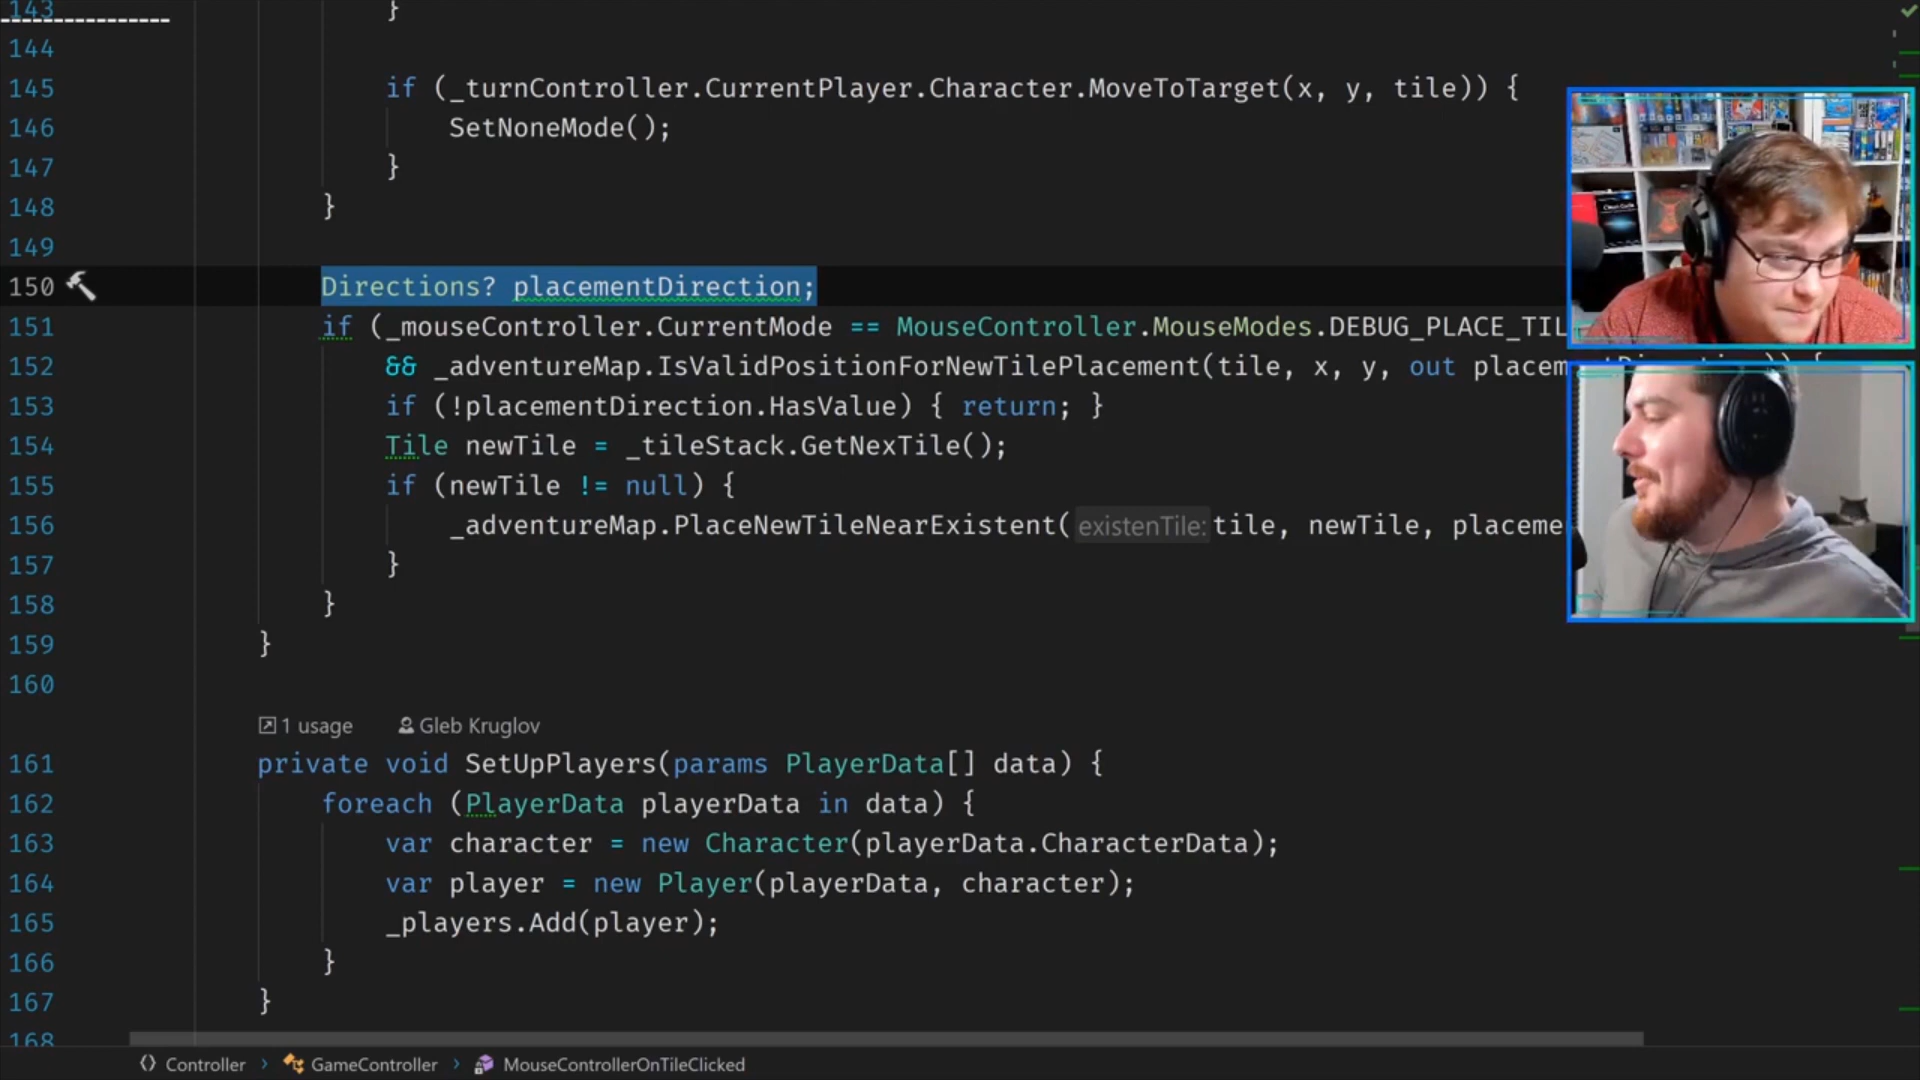 143 }
144
145 if (_turnController.CurrentPlayer.Character.MoveToTarget(x, y, tile)) {
146 SetNoneMode();
147 }
148 }
149
150 Directions? placementDirection;
151 if (_mouseController.CurrentMode == MouseController.MouseModes.DEBUG_PLACE_TIL
152 && _adventureMap.IsValidPositionForNewTilePlacement(tile, x, y, out placem
153 if (!placementDirection.HasValue) { return; }
154 Tile newTile = _tileStack.GetNexTile();
155 if (newTile != null) {
156 _adventureMap.PlaceNewTileNearExistent(existenTile: tile, newTile, placeme
157 }
158 }
159 }
160
1 usage Gleb Kruglov
161 private void SetUpPlayers(params PlayerData[] data) {
162 foreach (PlayerData playerData in data) {
163 var character = new Character(playerData.CharacterData);
164 var player = new Player(playerData, character);
165 _players.Add(player);
166 }
167 }
168
Controller > GameController > MouseControllerOnTileClicked